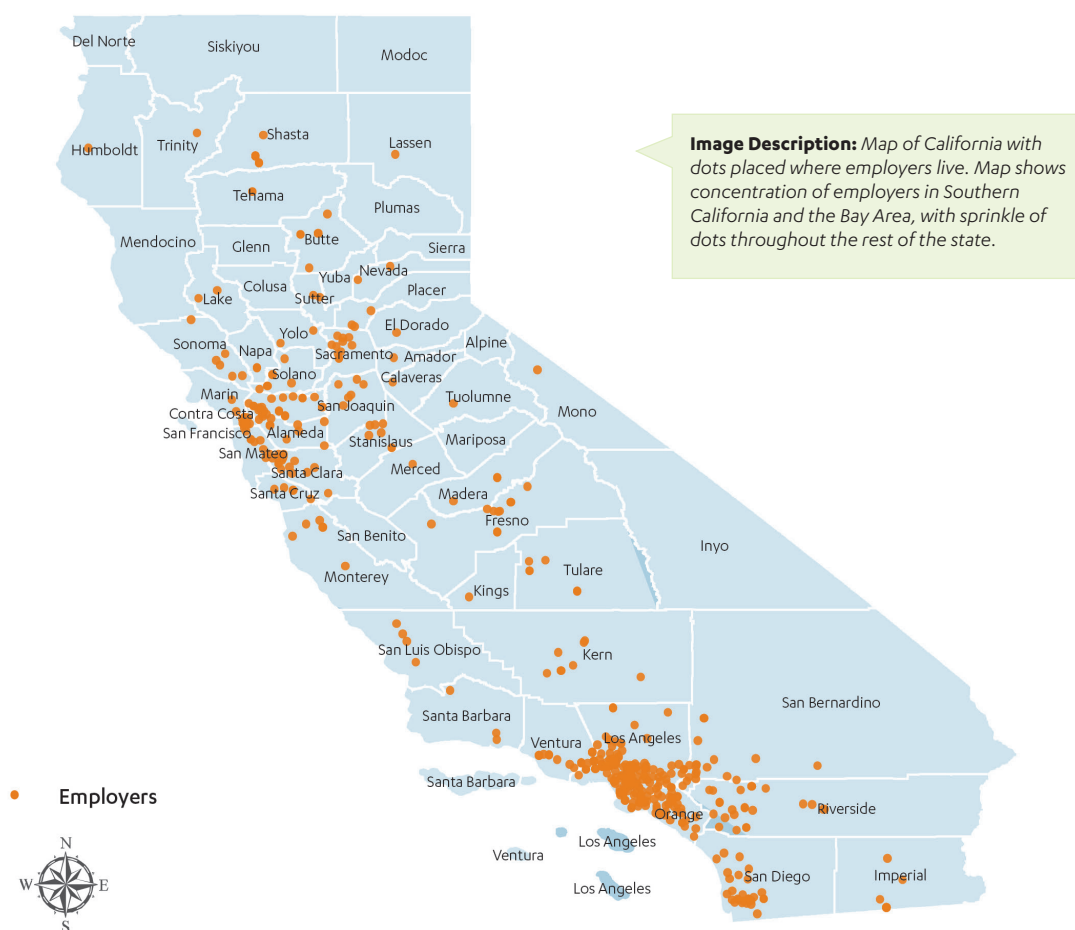 Del Norte
Siskiyou
Modoc
Humboldt
Trinity
Shasta
Lassen
Image Description: Map of California with
dots placed where employers live. Map shows
concentration of employers in Southern
California and the Bay Area, with sprinkle of
dots throughout the rest of the state.
Tehama
Plumas
Mendocino
Glenn
Butte
Sierra
Colusa
Yuba
Nevada
Lake
Sutter
Placer
Yolo
El Dorado
Sonoma
Napa
Sacramento
Amador
Alpine
Solano
Calaveras
Marin
San Joaquin
Tuolumne
Mono
Contra Costa
San Francisco
Alameda
Stanislaus
Mariposa
San Mateo
Santa Clara
Merced
Santa Cruz
Madera
Fresno
San Benito
Inyo
Monterey
Kings
Tulare
San Luis Obispo
Kern
San Bernardino
Santa Barbara
Ventura
Los Angeles
Santa Barbara
Employers
Orange
Riverside
Los Angeles
Ventura
Los Angeles
San Diego
Imperial
N
W
E
S